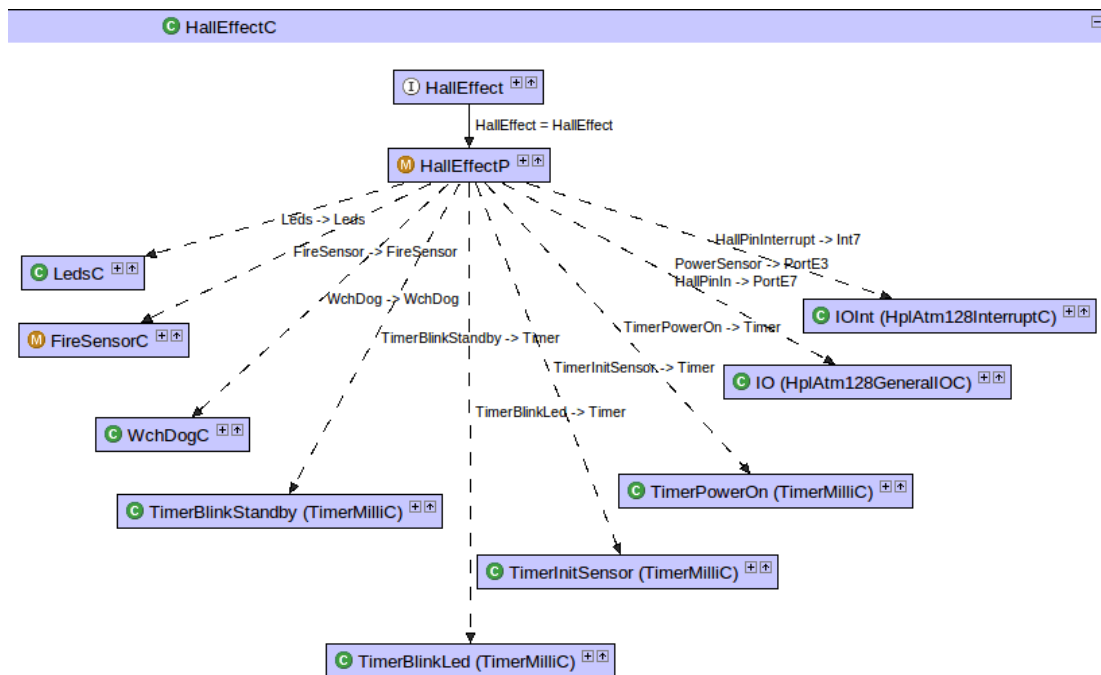 C HallEffectC
I HallEffect
HallEffect = HallEffect
M HallEffectP
Leds -> Leds
HallPinInterrupt -> Int7
FireSensor -> FireSensor
PowerSensor -> PortE3
C LedsC
HallPinIn -> PortE7
WchDog -> WchDog
C IOInt (HplAtm128InterruptC)
TimerPowerOn -> Timer
M FireSensorC
TimerBlinkStandby -> Timer
TimerInitSensor -> Timer
C IO (HplAtm128GeneralIOC)
TimerBlinkLed -> Timer
C WchDogC
C TimerPowerOn (TimerMilliC)
C TimerBlinkStandby (TimerMilliC)
C TimerInitSensor (TimerMilliC)
C TimerBlinkLed (TimerMilliC)